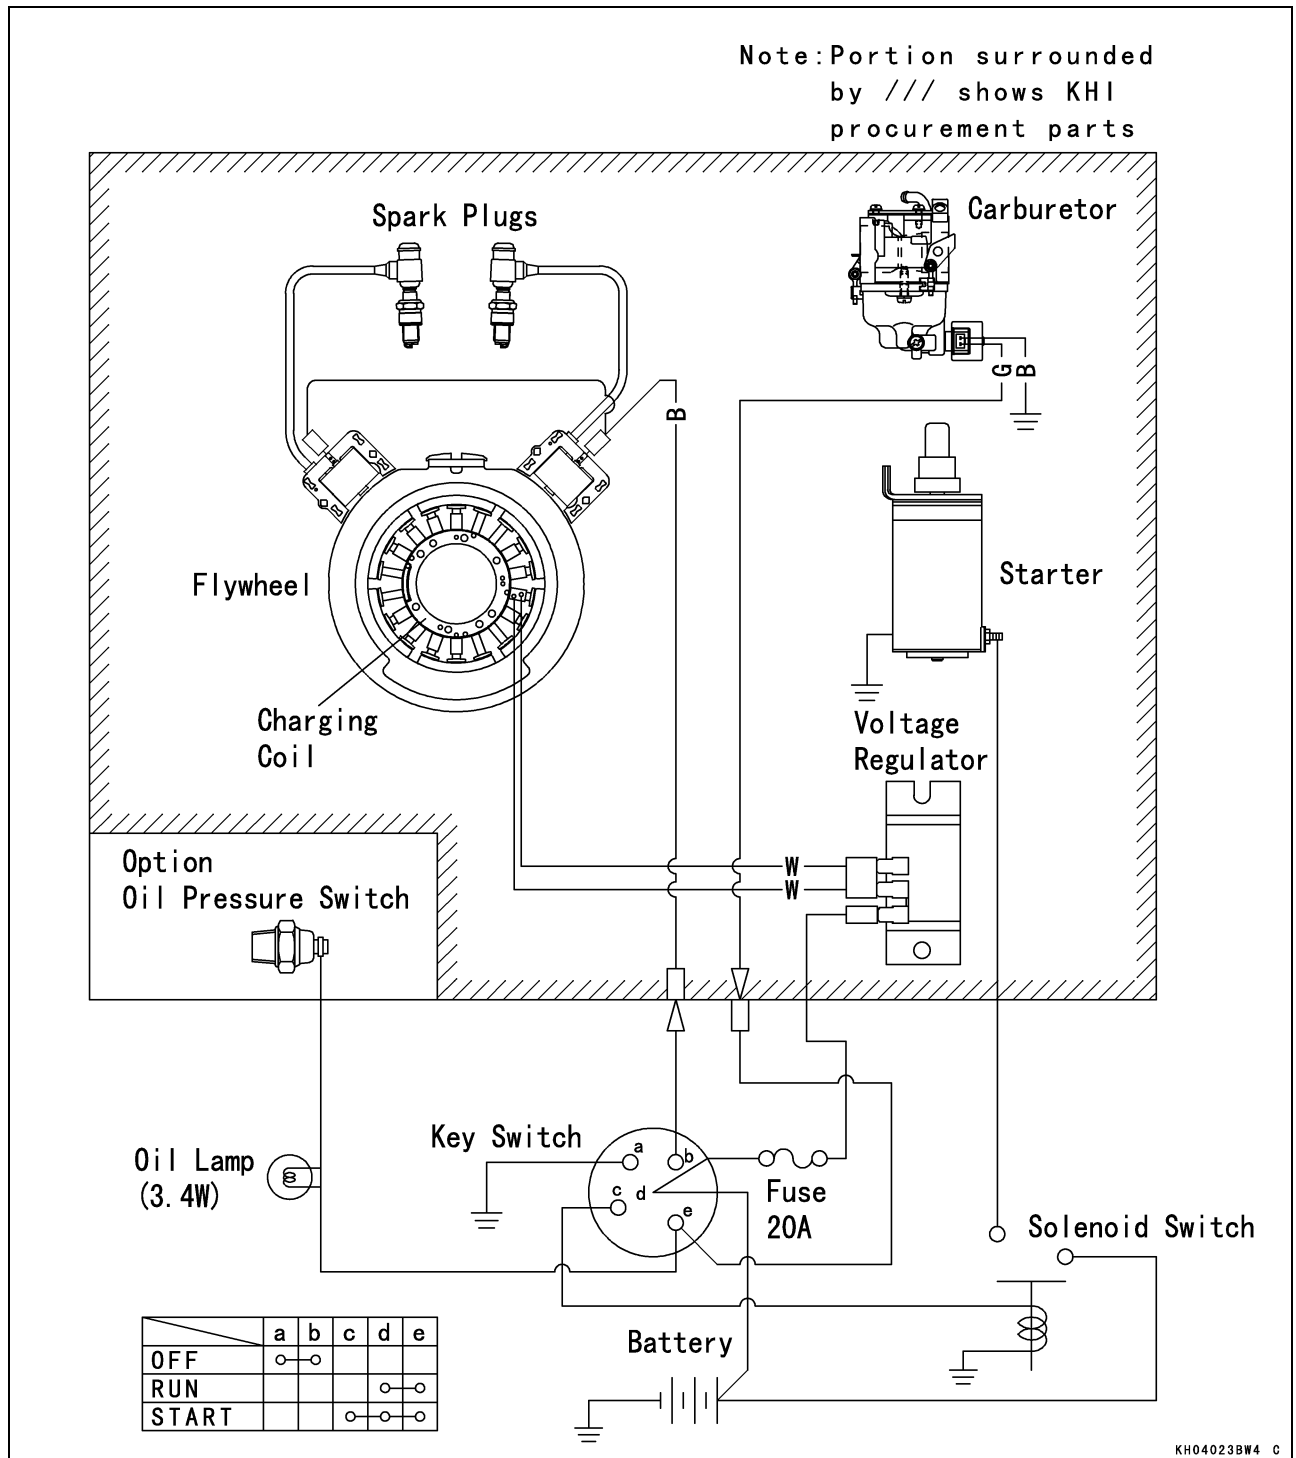 Note:Portion surrounded
by /// shows KHI
procurement parts
Spark Plugs
Carburetor
G
B
B
Flywheel
Starter
Charging
Coil
Voltage
Regulator
W
W
Option
Oil Pressure Switch
Key Switch
a
b
c
d
e
Oil Lamp
(3.4W)
Fuse
20A
Solenoid Switch
Battery
a b c d e
OFF
RUN
START
KH04023BW4 C